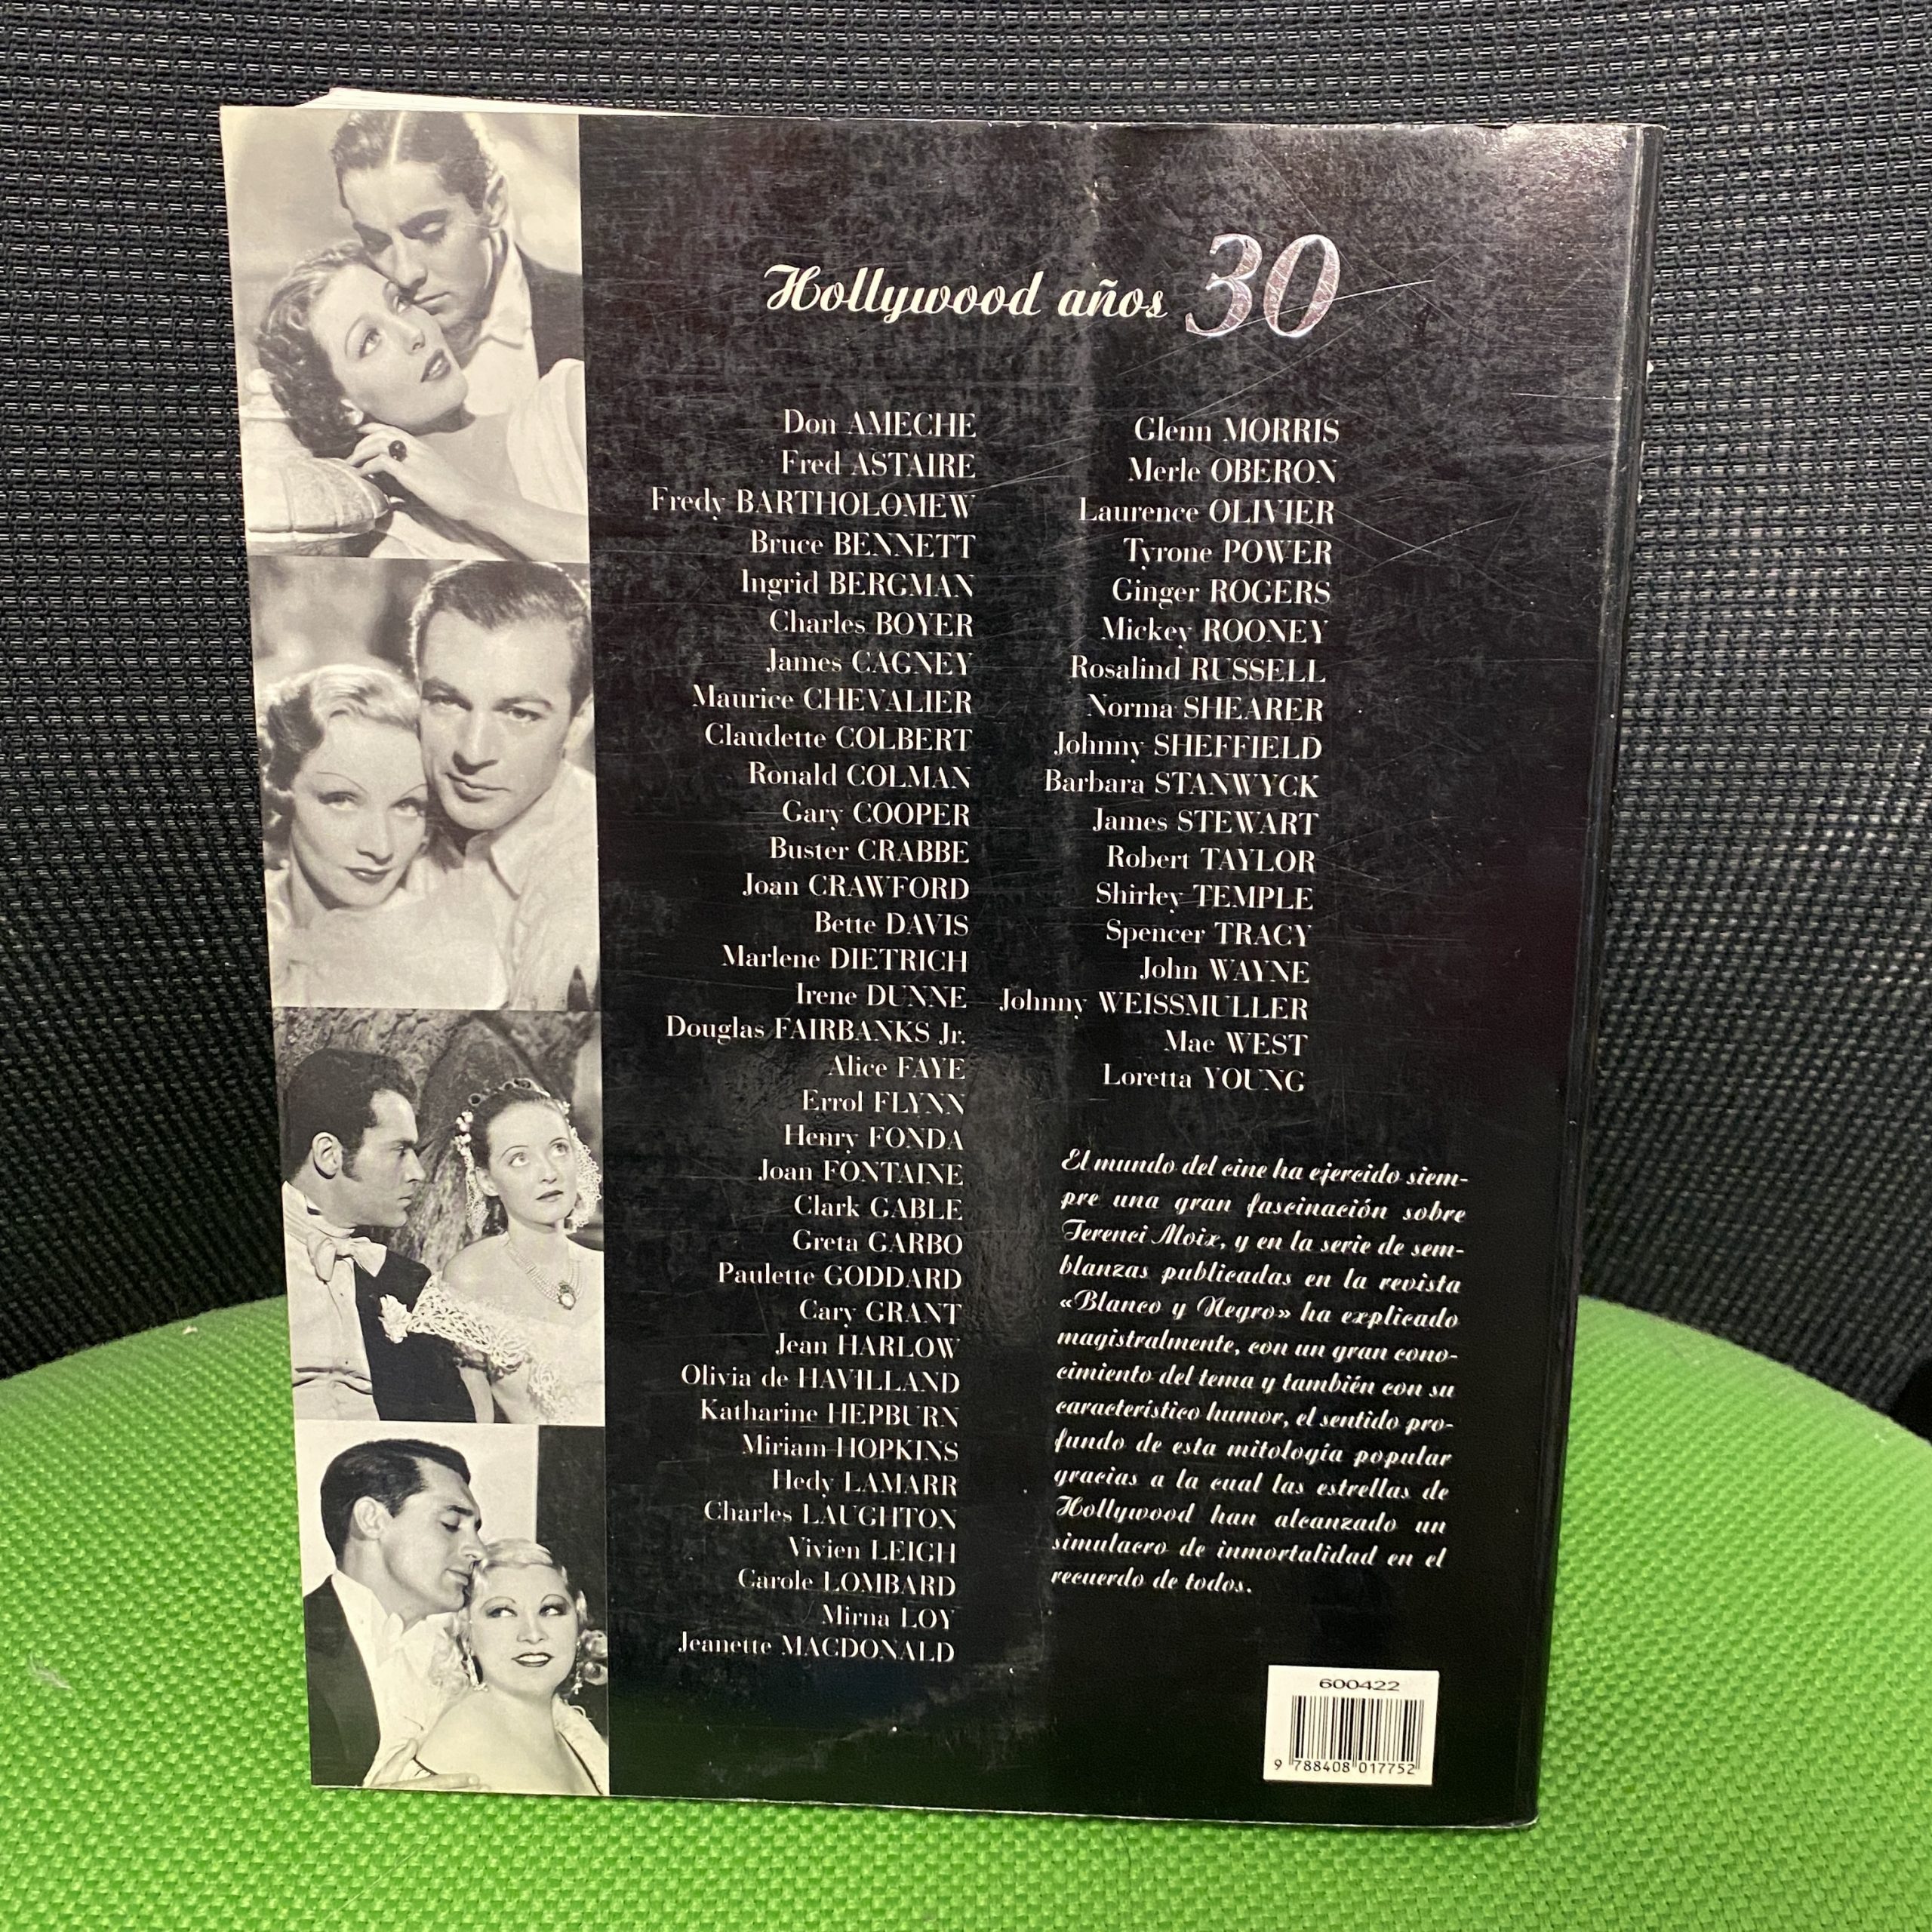 Hollywood años 30
Don AMECHE
Fred ASTAIRE
Fredy BARTHOLOMEW
Bruce BENNETT
Ingrid BERGMAN
Charles BOYER
James CAGNEY
Maurice CHEVALIER
Claudette COLBERT
Ronald COLMAN
Gary COOPER
Buster CRABBE
Joan CRAWFORD
Bette DAVIS
Marlene DIETRICH
Irene DUNNE
Douglas FAIRBANKS Jr.
Alice FAYE
Errol FLYNN
Henry FONDA
Joan FONTAINE
Clark GABLE
Greta GARBO
Paulette GODDARD
Cary GRANT
Jean HARLOW
Olivia de HAVILLAND
Katharine HEPBURN
Miriam HOPKINS
Hedy LAMARR
Charles LAUGHTON
Vivien LEIGH
Carole LOMBARD
Mirna LOY
Jeanette MACDONALD
Glenn MORRIS
Merle OBERON
Laurence OLIVIER
Tyrone POWER
Ginger ROGERS
Mickey ROONEY
Rosalind RUSSELL
Norma SHEARER
Johnny SHEFFIELD
Barbara STANWYCK
James STEWART
Robert TAYLOR
Shirley TEMPLE
Spencer TRACY
John WAYNE
Johnny WEISSMULLER
Mae WEST
Loretta YOUNG
El mundo del cine ha ejercido siem-
pre una gran fascinación sobre
Terenci Moix, y en la serie de sem-
blanzas publicadas en la revista
«Blanco y Negro» ha explicado
magistralmente, con un gran cono-
cimiento del tema y también con su
característico humor, el sentido pro-
fundo de esta mitología popular
gracias a la cual las estrellas de
Hollywood han alcanzado un
simulacro de inmortalidad en el
recuerdo de todos.
600422
9 788408 017752